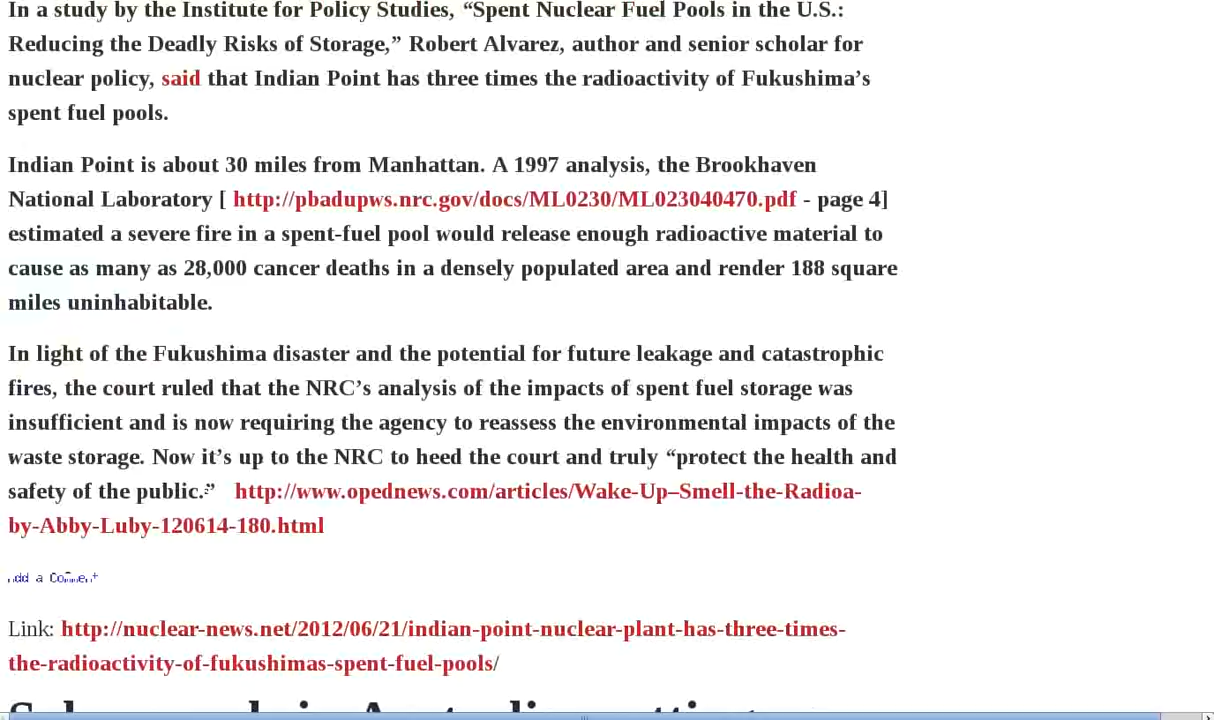 In a study by the Institute for Policy Studies, “Spent Nuclear Fuel Pools in the U.S.:
Reducing the Deadly Risks of Storage,” Robert Alvarez, author and senior scholar for
nuclear policy, said that Indian Point has three times the radioactivity of Fukushima’s
spent fuel pools.
Indian Point is about 30 miles from Manhattan. A 1997 analysis, the Brookhaven
National Laboratory [ http://pbadupws.nrc.gov/docs/ML0230/ML023040470.pdf - page 4]
estimated a severe fire in a spent-fuel pool would release enough radioactive material to
cause as many as 28,000 cancer deaths in a densely populated area and render 188 square
miles uninhabitable.
In light of the Fukushima disaster and the potential for future leakage and catastrophic
fires, the court ruled that the NRC’s analysis of the impacts of spent fuel storage was
insufficient and is now requiring the agency to reassess the environmental impacts of the
waste storage. Now it’s up to the NRC to heed the court and truly “protect the health and
safety of the public.” http://www.opednews.com/articles/Wake-Up–Smell-the-Radioa-
by-Abby-Luby-120614-180.html
Add a Comment
Link: http://nuclear-news.net/2012/06/21/indian-point-nuclear-plant-has-three-times-
the-radioactivity-of-fukushimas-spent-fuel-pools/